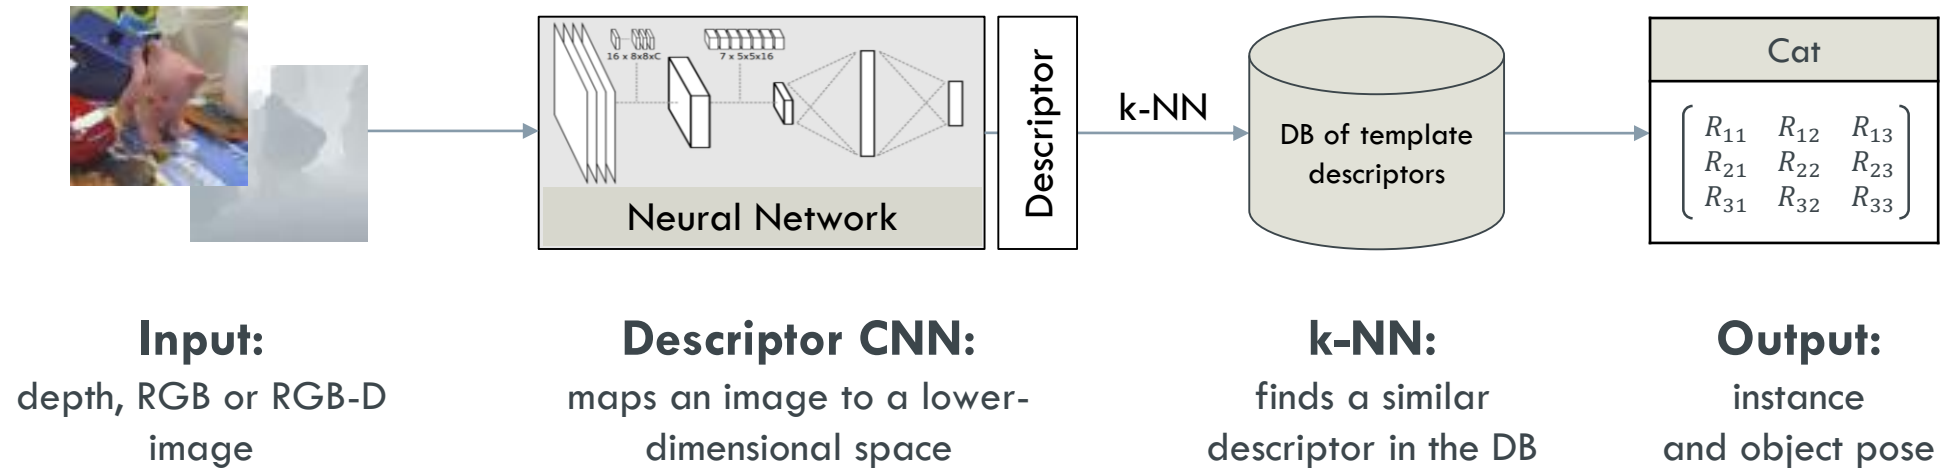 16 x 8x8xC
7 x 5x5x16
Neural Network
Descriptor
k-NN
DB of template
descriptors
Cat
R11 R12 R13
R21 R22 R23
R31 R32 R33
Input:
depth, RGB or RGB-D
image
Descriptor CNN:
maps an image to a lower-
dimensional space
k-NN:
finds a similar
descriptor in the DB
Output:
instance
and object pose